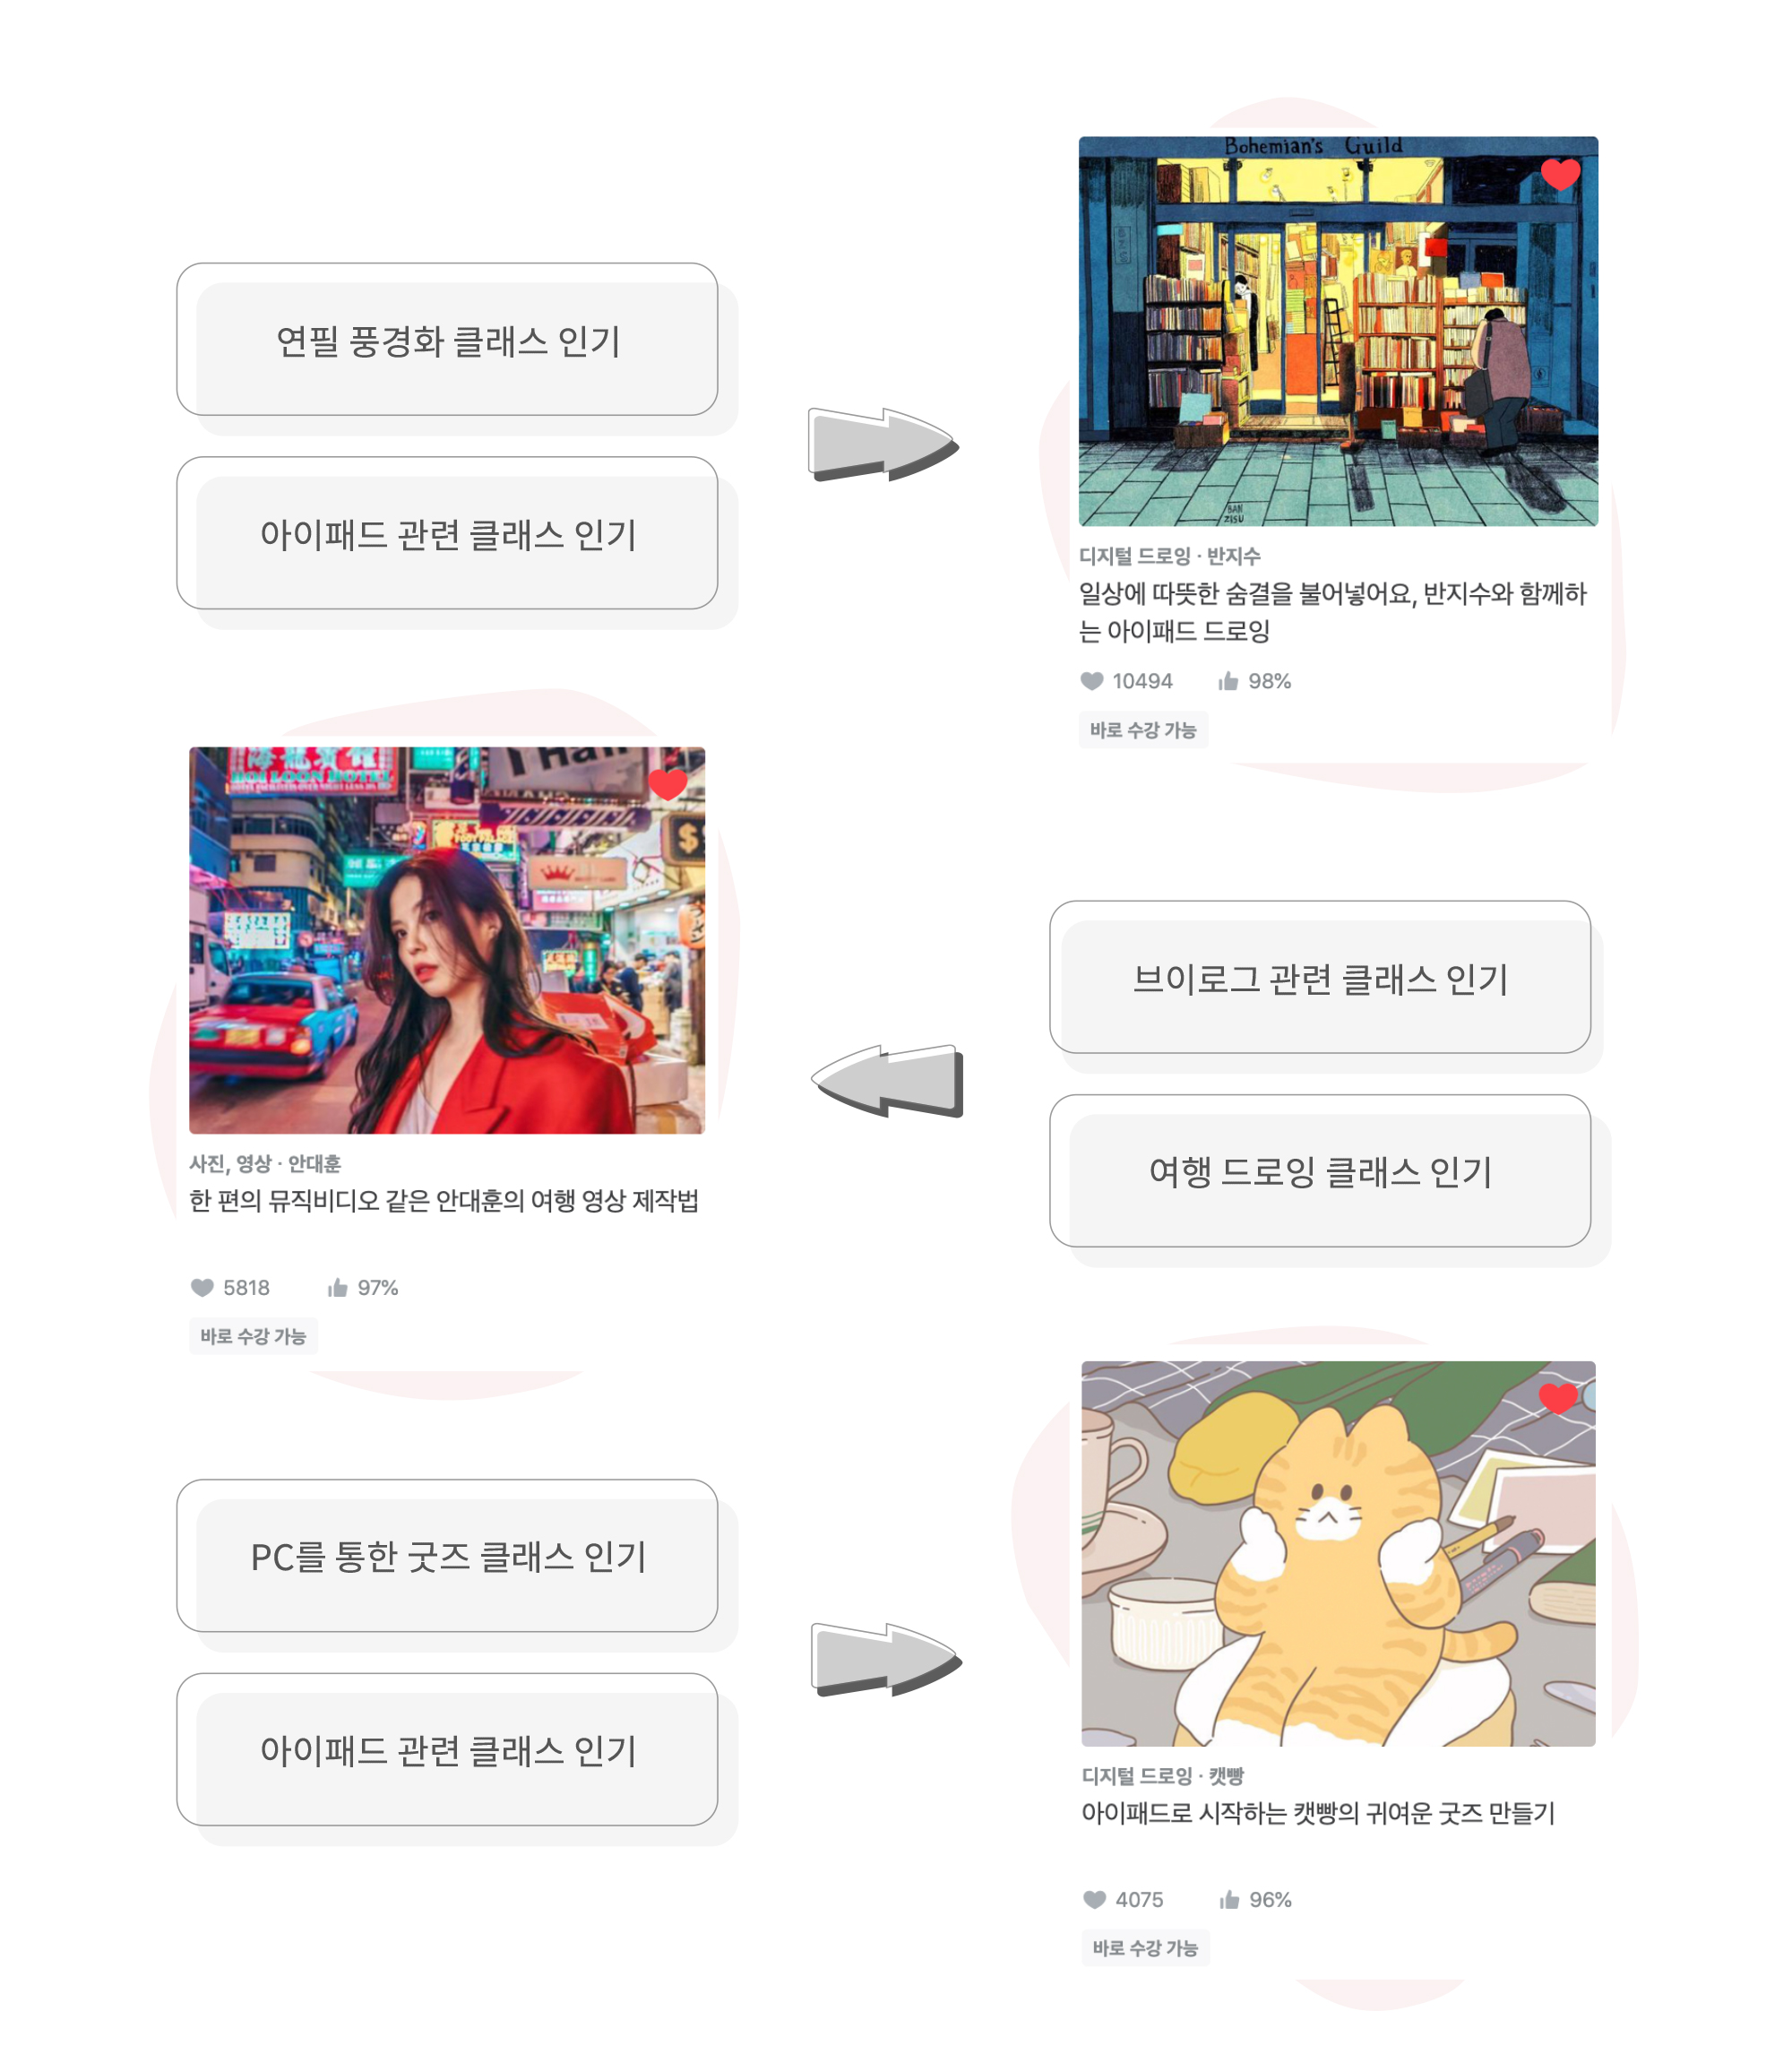 연필 풍경화 클래스 인기
아이패드 관련 클래스 인기
Bohemian's Guild
BAN
ZISU
디지털 드로잉 · 반지수
일상에 따뜻한 숨결을 불어넣어요, 반지수와 함께하
는 아이패드 드로잉
10494 98%
바로 수강 가능
HOI LOON HOTEL
$
사진, 영상 · 안대훈
한 편의 뮤직비디오 같은 안대훈의 여행 영상 제작법
5818 97%
바로 수강 가능
브이로그 관련 클래스 인기
여행 드로잉 클래스 인기
PC를 통한 굿즈 클래스 인기
아이패드 관련 클래스 인기
디지털 드로잉 · 캣빵
아이패드로 시작하는 캣빵의 귀여운 굿즈 만들기
4075 96%
바로 수강 가능